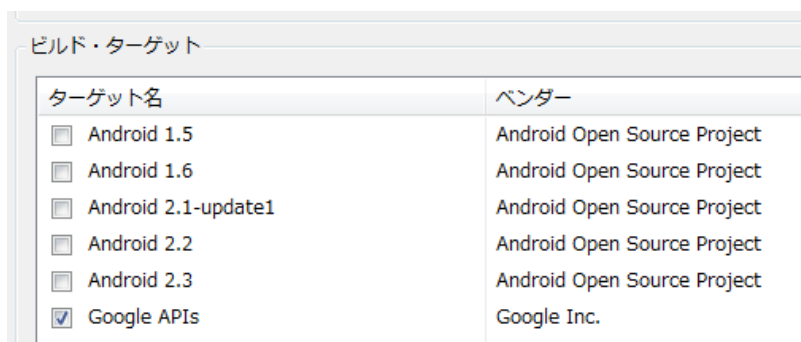 ビルド・ターゲット
ターゲット名 ベンダー
Android 1.5 Android Open Source Project
Android 1.6 Android Open Source Project
Android 2.1-update1 Android Open Source Project
Android 2.2 Android Open Source Project
Android 2.3 Android Open Source Project
Google APIs Google Inc.